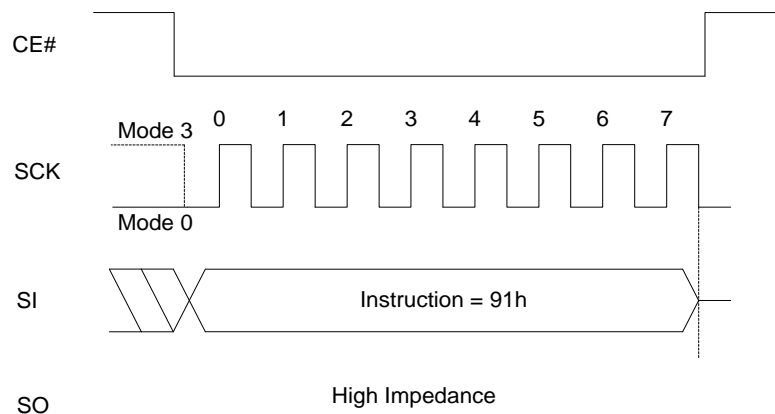 CE#
0 1 2 3 4 5 6 7
Mode 3
SCK
Mode 0
SI
Instruction = 91h
SO
High Impedance